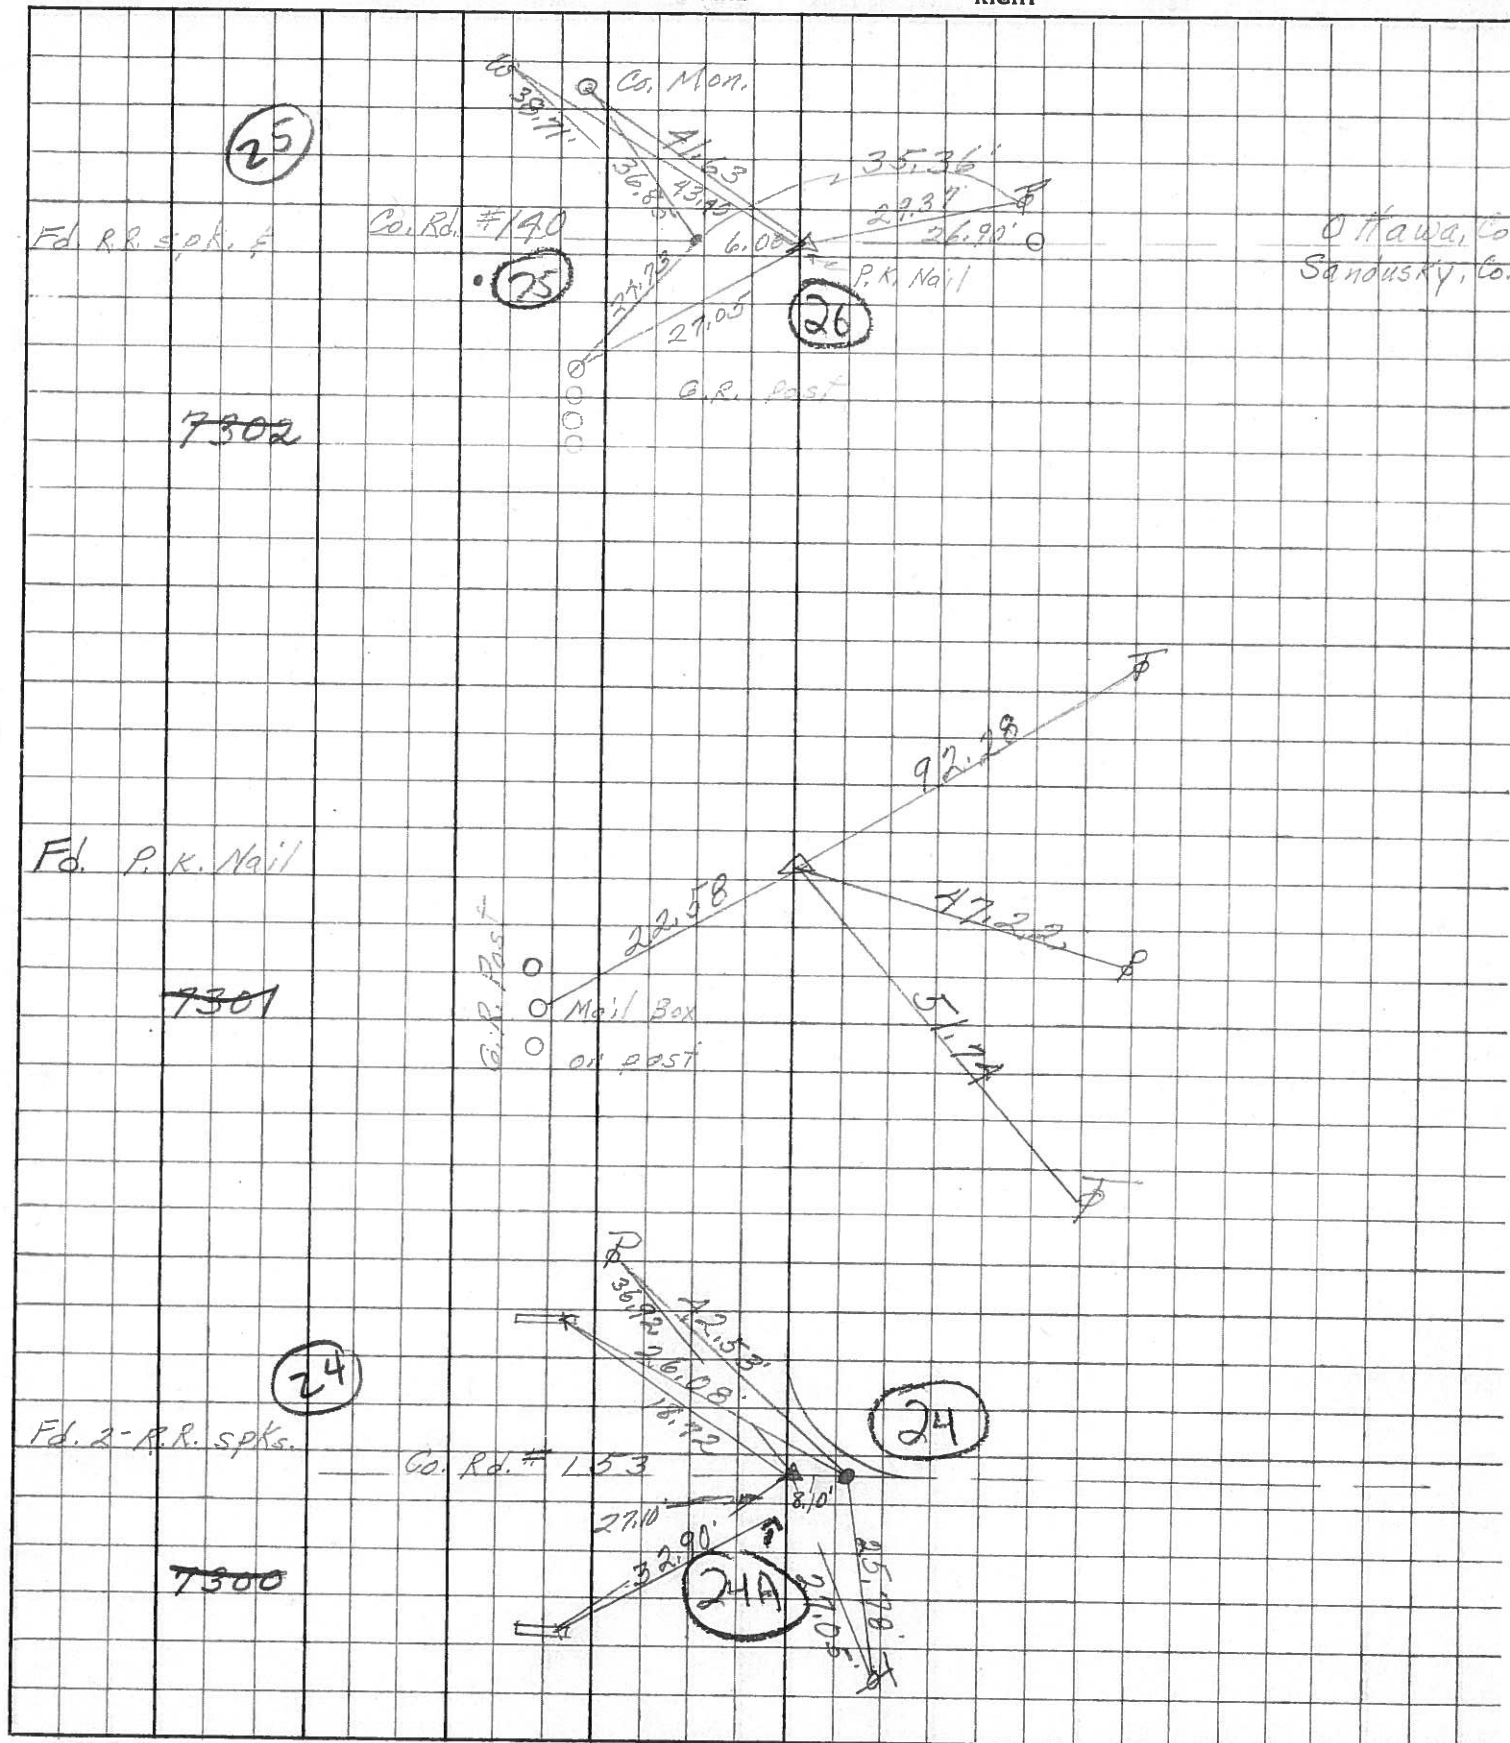 Co. Mon.
38.71'
25
41.63
36.85
43.45
35.36'
29.37
Fd. R.R. spk. &
Co. Rd. #140
6.00
26.90'
Ottawa, Co
Sandusky, Co.
P.K. Nail
25
24.73
27.05
26
G.R. Post
7302
92.28
Fd. P.K. Nail
22.58
47.22
G.R. Post
7301
Mail Box
on post
51.74
36.92
42.53'
26.08'
18.72
24
24
Fd. 2-R.R. spks.
Co. Rd. # 153
8.10'
27.10'
32.90'
7300
24A
27.05'
25.78'